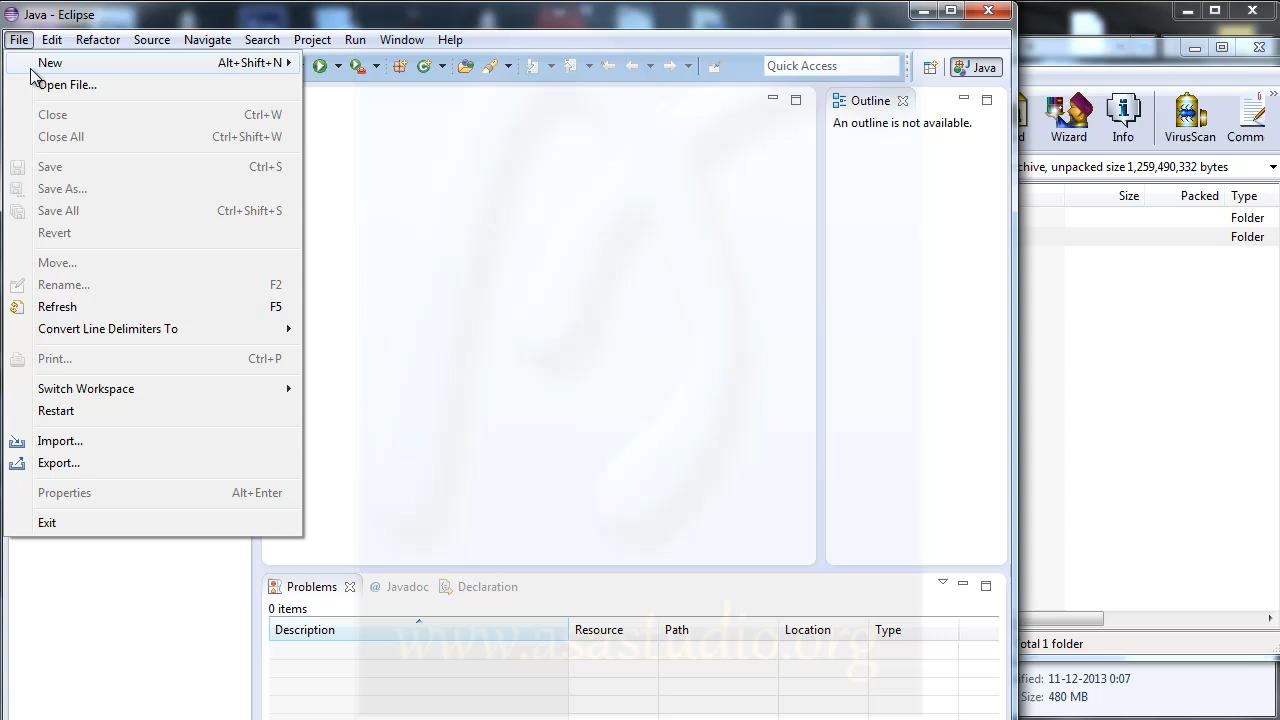 Java - Eclipse
File Edit Refactor Source Navigate Search Project Run Window Help
New Alt+Shift+N
Open File...
Close Ctrl+W
Close All Ctrl+Shift+W
Save Ctrl+S
Save As...
Save All Ctrl+Shift+S
Revert
Move...
Rename... F2
Refresh F5
Convert Line Delimiters To
Print... Ctrl+P
Switch Workspace
Restart
Import...
Export...
Properties Alt+Enter
Exit
Quick Access
Java
Outline
An outline is not available.
Problems @ Javadoc Declaration
0 items
Description Resource Path Location Type
www.asastudio.org
Wizard Info VirusScan Comm
chive, unpacked size 1,259,490,332 bytes
Size Packed Type
Folder
Folder
otal 1 folder
ified: 11-12-2013 0:07
Size: 480 MB